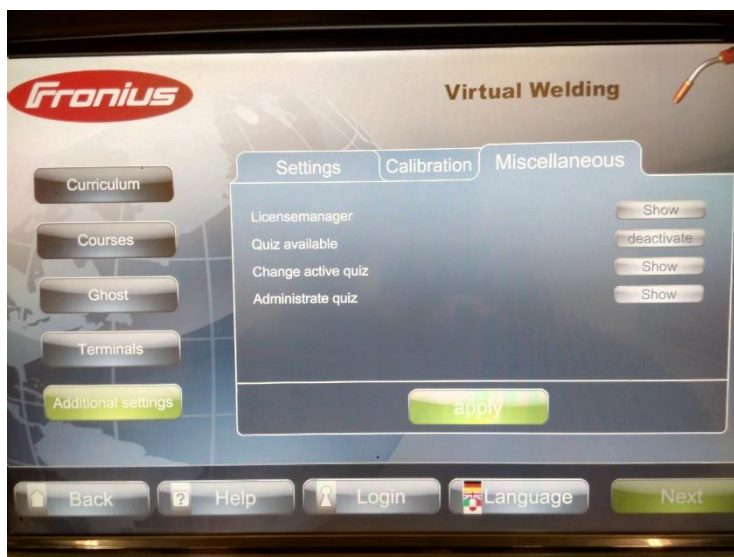 Fronius
Virtual Welding
Settings
Calibration
Miscellaneous
Curriculum
Courses
Ghost
Terminals
Additional settings
Licensemanager
Show
Quiz available
deactivate
Change active quiz
Show
Administrate quiz
Show
apply
Back
?
Help
Login
Language
Next